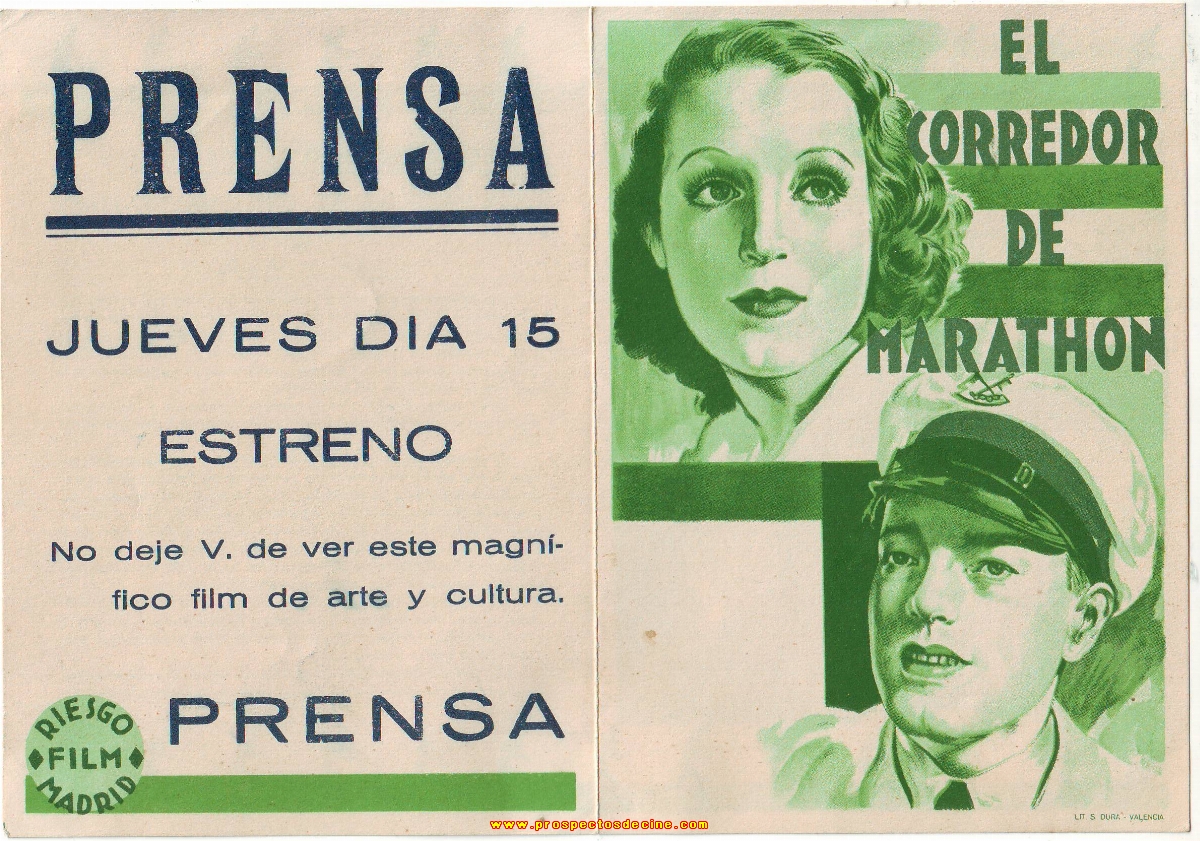 PRENSA
JUEVES DIA 15
ESTRENO
No deje V. de ver este magní-
fico film de arte y cultura.
PRENSA
RIESGO
FILM
MADRID
EL
CORREDOR
DE
MARATHON
D
LIT. S. DURÁ - VALENCIA
www.prospectosdecine.com